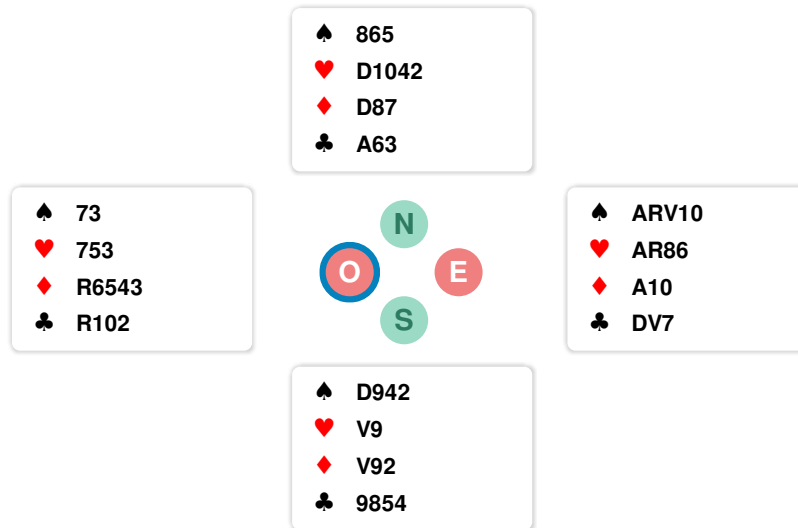 ♠ 865
♥ D1042
♦ D87
♣ A63
♠ 73
♥ 753
♦ R6543
♣ R102
N
O E
S
♠ ARV10
♥ AR86
♦ A10
♣ DV7
♠ D942
♥ V9
♦ V92
♣ 9854